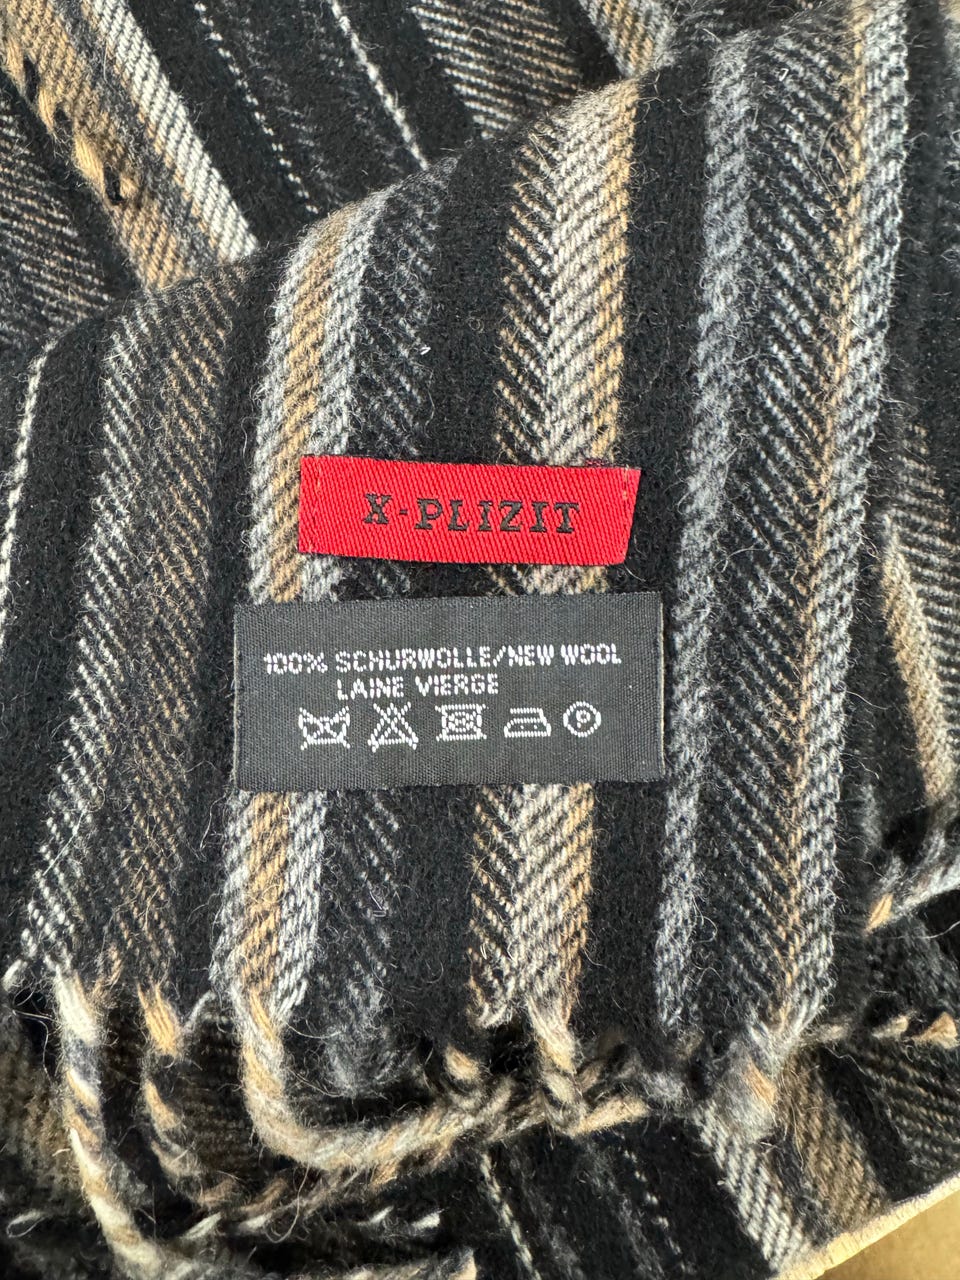 X-PLIZIT
100% SCHURWOLLE/NEW WOOL
LAINE VIERGE
P